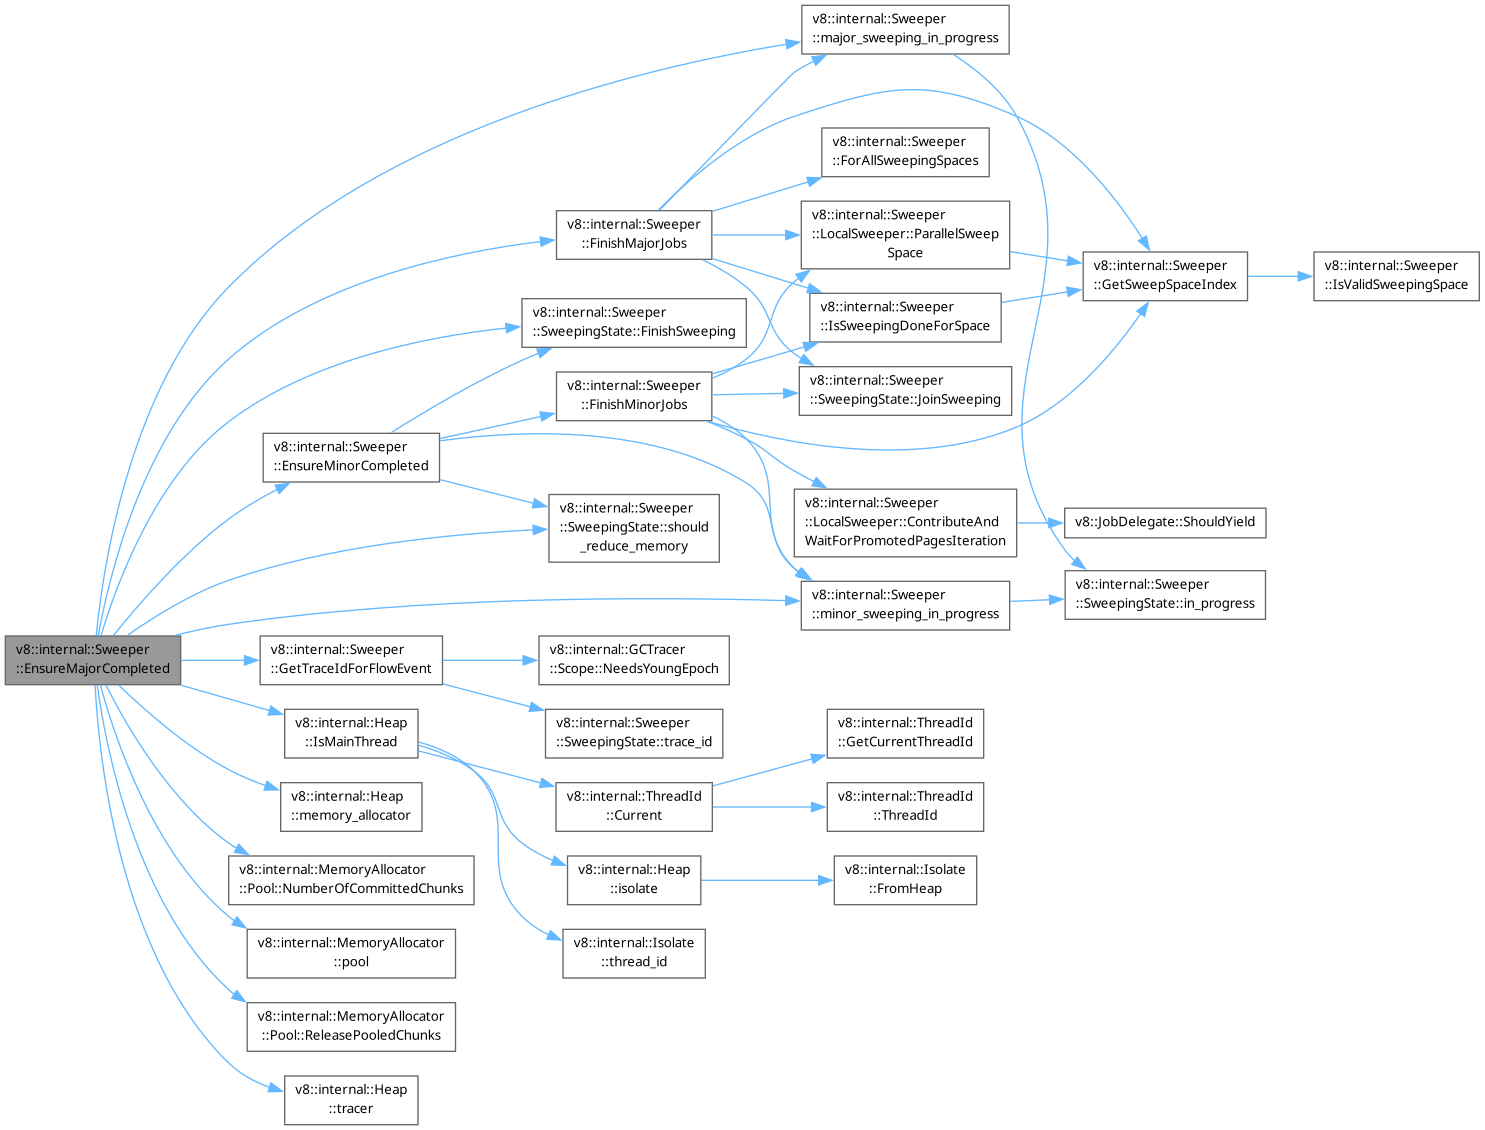 v8::internal::Sweeper
::major_sweeping_in_progress
v8::internal::Sweeper
::ForAllSweepingSpaces
v8::internal::Sweeper
::FinishMajorJobs
v8::internal::Sweeper
::LocalSweeper::ParallelSweep
Space
v8::internal::Sweeper
::GetSweepSpaceIndex
v8::internal::Sweeper
::IsValidSweepingSpace
v8::internal::Sweeper
::SweepingState::FinishSweeping
v8::internal::Sweeper
::IsSweepingDoneForSpace
v8::internal::Sweeper
::FinishMinorJobs
v8::internal::Sweeper
::SweepingState::JoinSweeping
v8::internal::Sweeper
::EnsureMinorCompleted
v8::internal::Sweeper
::SweepingState::should
_reduce_memory
v8::internal::Sweeper
::LocalSweeper::ContributeAnd
WaitForPromotedPagesIteration
v8::JobDelegate::ShouldYield
v8::internal::Sweeper
::minor_sweeping_in_progress
v8::internal::Sweeper
::SweepingState::in_progress
v8::internal::Sweeper
::EnsureMajorCompleted
v8::internal::Sweeper
::GetTraceIdForFlowEvent
v8::internal::GCTracer
::Scope::NeedsYoungEpoch
v8::internal::Heap
::IsMainThread
v8::internal::Sweeper
::SweepingState::trace_id
v8::internal::ThreadId
::GetCurrentThreadId
v8::internal::Heap
::memory_allocator
v8::internal::ThreadId
::Current
v8::internal::ThreadId
::ThreadId
v8::internal::MemoryAllocator
::Pool::NumberOfCommittedChunks
v8::internal::Heap
::isolate
v8::internal::Isolate
::FromHeap
v8::internal::MemoryAllocator
::pool
v8::internal::Isolate
::thread_id
v8::internal::MemoryAllocator
::Pool::ReleasePooledChunks
v8::internal::Heap
::tracer